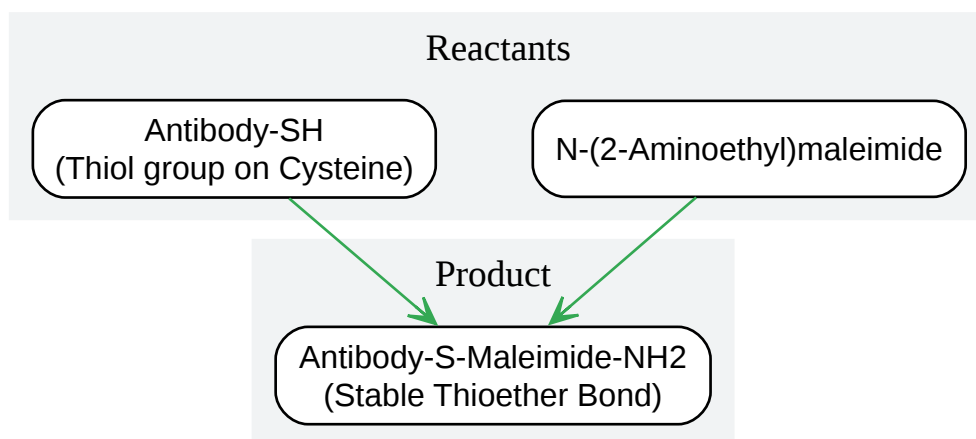 Reactants
Antibody-SH
(Thiol group on Cysteine)
N-(2-Aminoethyl)maleimide
Product
Antibody-S-Maleimide-NH2
(Stable Thioether Bond)